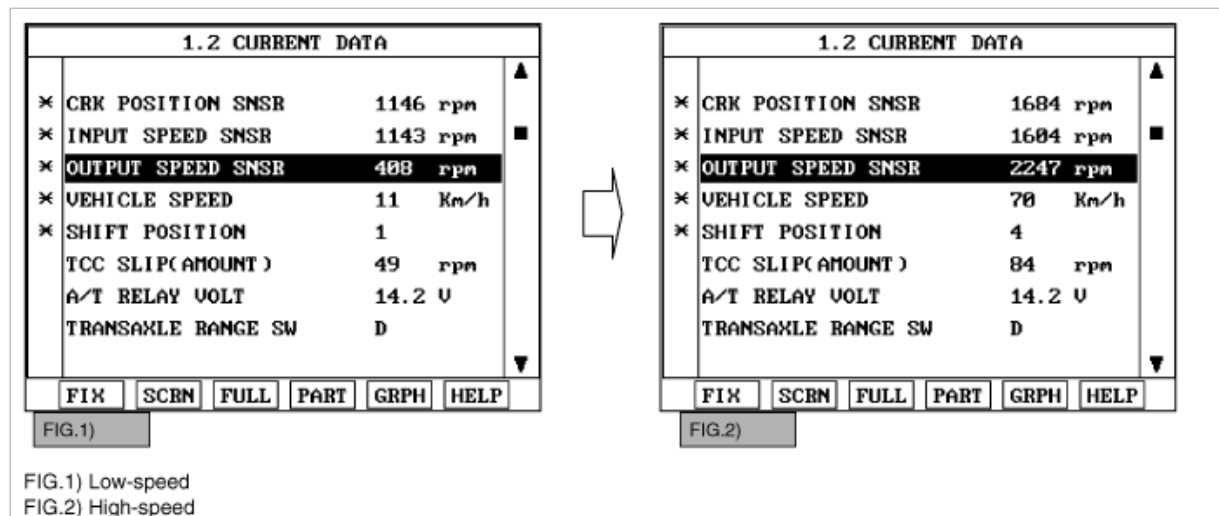 1.2 CURRENT DATA
* CRK POSITION SNSR 1146 rpm
* INPUT SPEED SNSR 1143 rpm
* OUTPUT SPEED SNSR 408 rpm
* VEHICLE SPEED 11 Km/h
* SHIFT POSITION 1
TCC SLIP(AMOUNT) 49 rpm
A/T RELAY VOLT 14.2 V
TRANSAXLE RANGE SW D
FIX SCRN FULL PART GRPH HELP
FIG.1)
1.2 CURRENT DATA
* CRK POSITION SNSR 1684 rpm
* INPUT SPEED SNSR 1604 rpm
* OUTPUT SPEED SNSR 2247 rpm
* VEHICLE SPEED 70 Km/h
* SHIFT POSITION 4
TCC SLIP(AMOUNT) 84 rpm
A/T RELAY VOLT 14.2 V
TRANSAXLE RANGE SW D
FIX SCRN FULL PART GRPH HELP
FIG.2)
FIG.1) Low-speed
FIG.2) High-speed